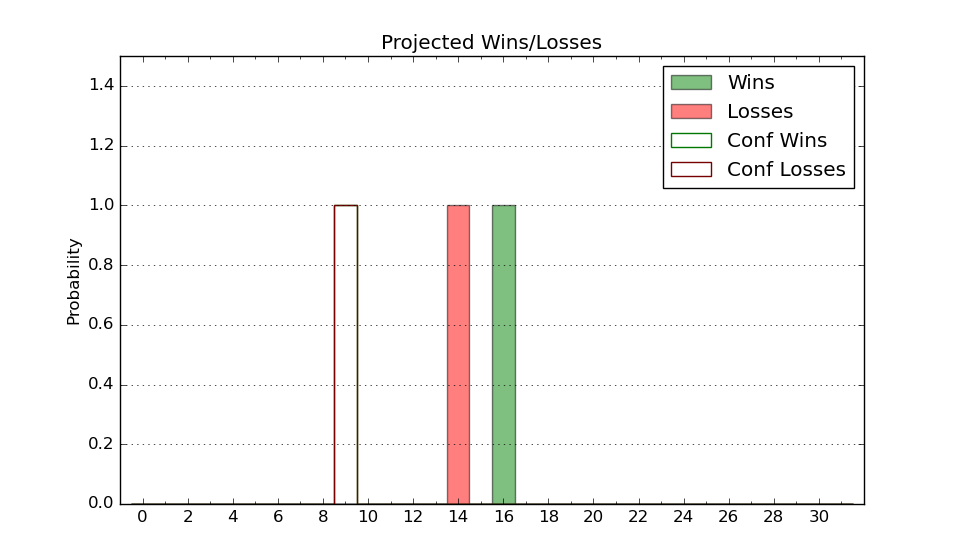 Projected Wins/Losses
Wins
Losses
Conf Wins
Conf Losses
Probability
1.4
1.2
1.0
0.8
0.6
0.4
0.2
0.0
0 2 4 6 8 10 12 14 16 18 20 22 24 26 28 30